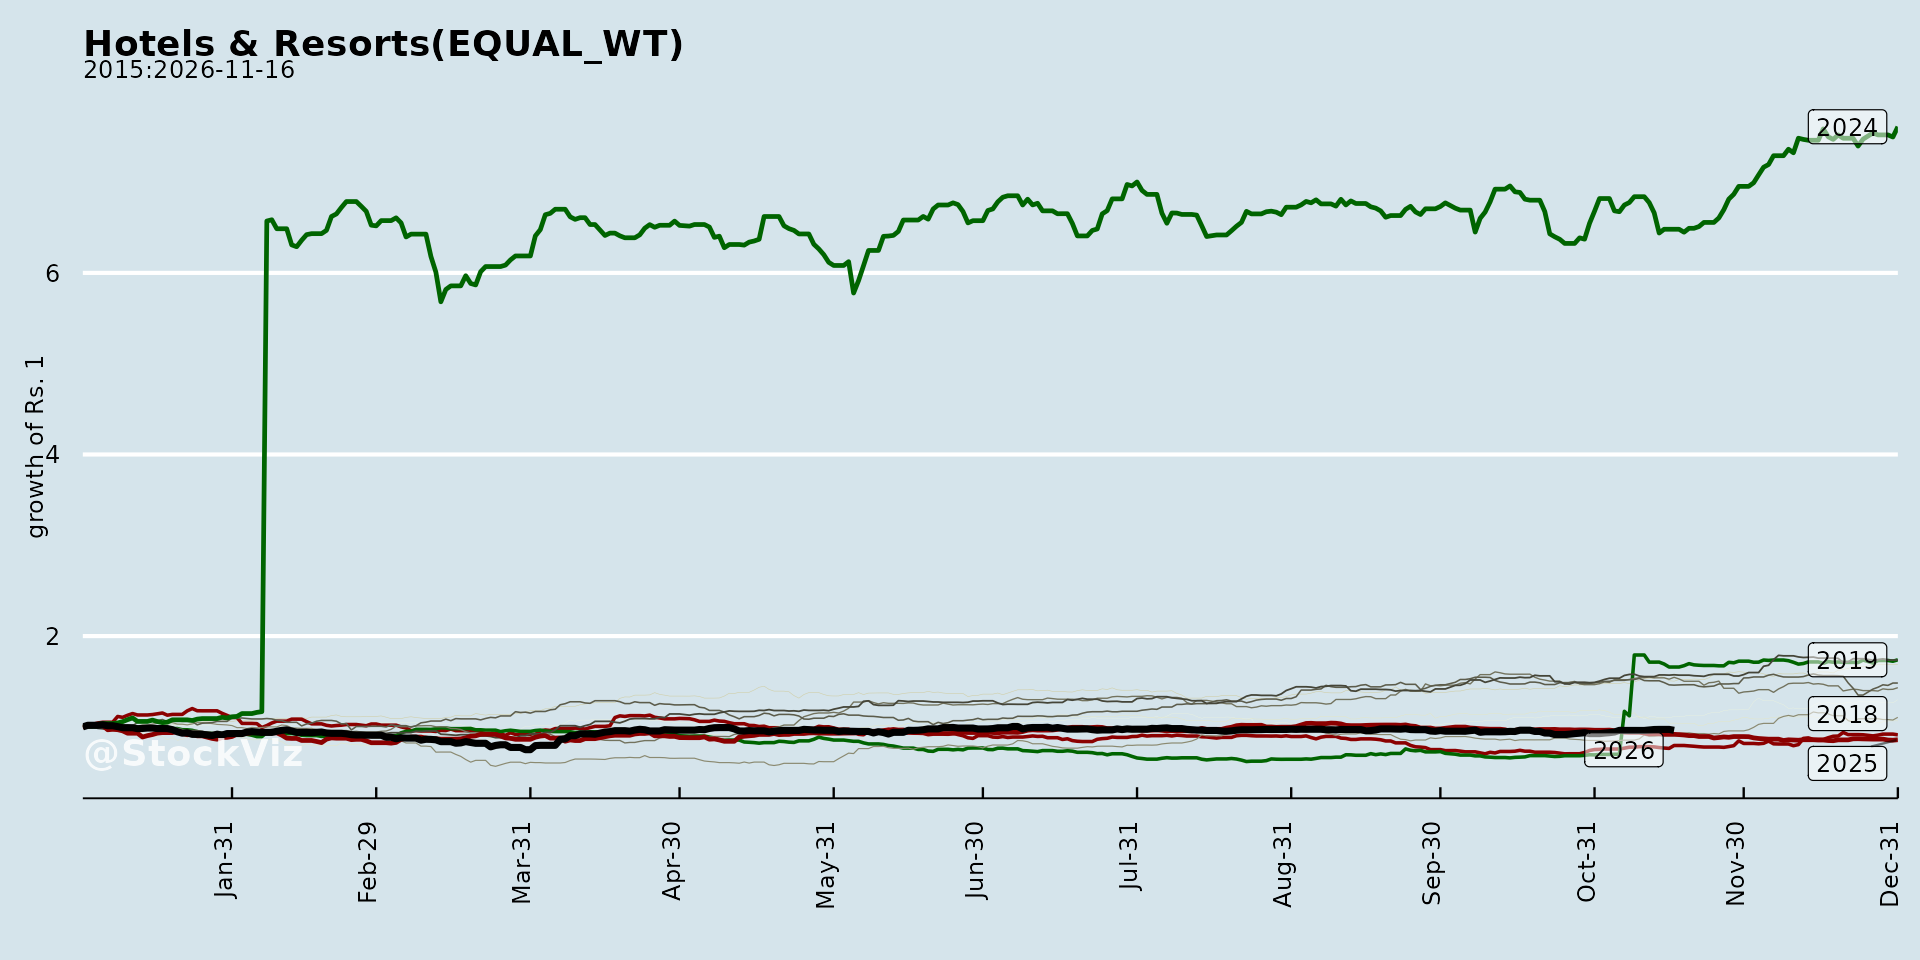 Hotels & Resorts(EQUAL_WT)
2015:2026-11-16
growth of Rs. 1
6
4
2
2024
2019
2018
2026
2025
@StockViz
Jan-31
Feb-29
Mar-31
Apr-30
May-31
Jun-30
Jul-31
Aug-31
Sep-30
Oct-31
Nov-30
Dec-31